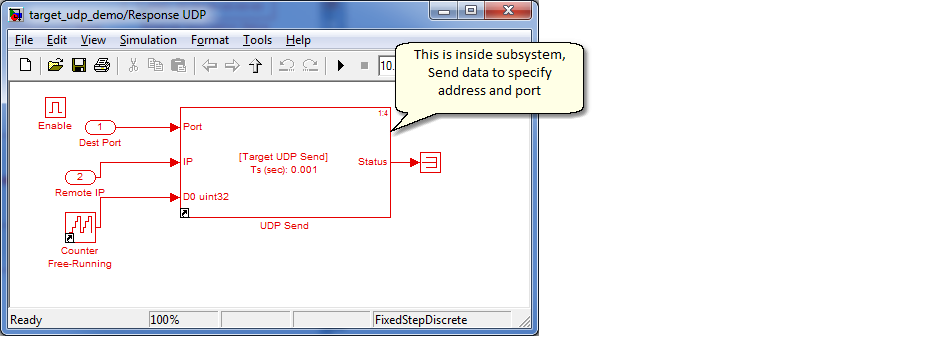 target_udp_demo/Response UDP
File Edit View Simulation Format Tools Help
10.
This is inside subsystem,
Send data to specify
address and port
Enable
1
Dest Port
2
Remote IP
Counter
Free-Running
1:4
Port
IP
[Target UDP Send]
Ts (sec): 0.001
Status
D0 uint32
UDP Send
Ready 100% FixedStepDiscrete